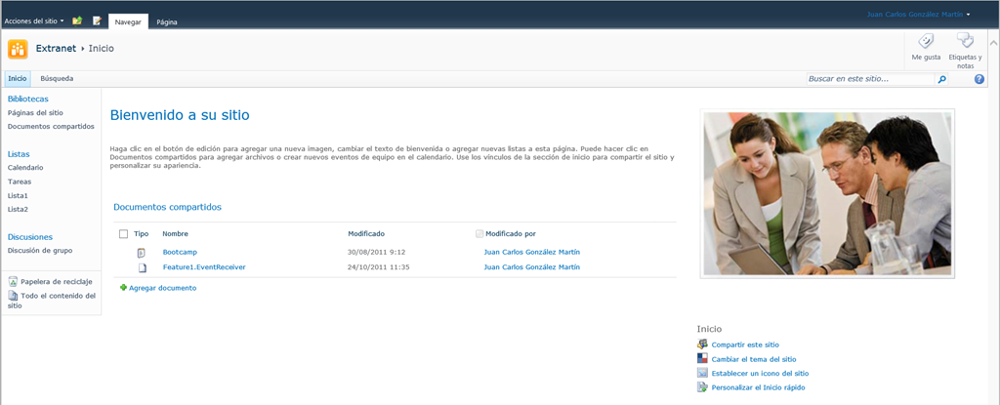 Acciones del sitio
Navegar
Página
Juan Carlos González Martín
Extranet ▸ Inicio
Me gusta
Etiquetas y
notas
Inicio
Búsqueda
Buscar en este sitio...
Bibliotecas
Páginas del sitio
Documentos compartidos
Listas
Calendario
Tareas
Lista1
Lista2
Discusiones
Discusión de grupo
Papelera de reciclaje
Todo el contenido del
sitio
Bienvenido a su sitio
Haga clic en el botón de edición para agregar una nueva imagen, cambiar el texto de bienvenida o agregar nuevas listas a esta página. Puede hacer clic en
Documentos compartidos para agregar archivos o crear nuevos eventos de equipo en el calendario. Use los vínculos de la sección de inicio para compartir el sitio y
personalizar su apariencia.
Documentos compartidos
Tipo Nombre Modificado Modificado por
Bootcamp 30/08/2011 9:12 Juan Carlos González Martín
Feature1.EventReceiver 24/10/2011 11:35 Juan Carlos González Martín
Agregar documento
Inicio
Compartir este sitio
Cambiar el tema del sitio
Establecer un icono del sitio
Personalizar el Inicio rápido